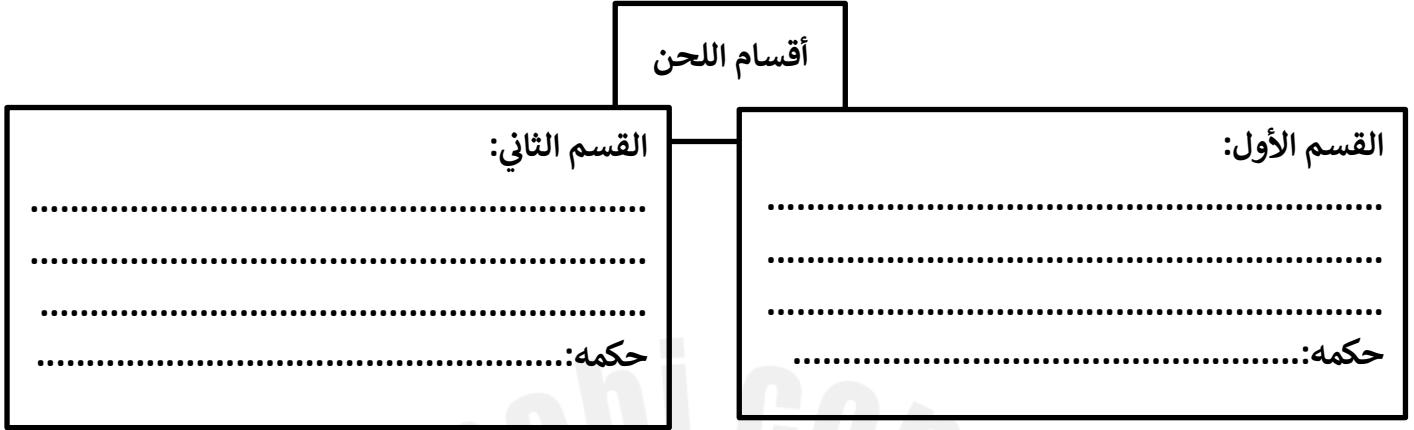 أقسام اللحن
القسم الأول:
.............................................................
.............................................................
.............................................................
حكمه:..................................................
القسم الثاني:
.............................................................
.............................................................
............................................................
حكمه:....................................................